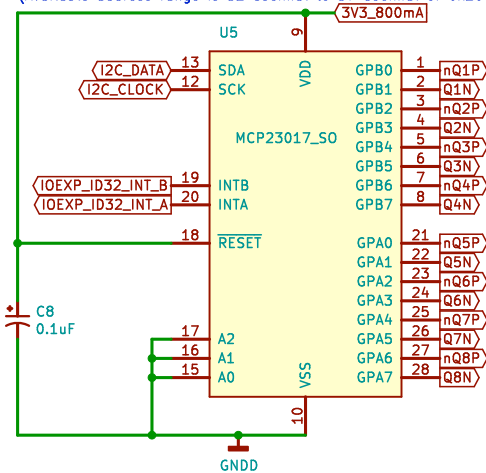 3V3_800mA
U5
9
VDD
I2C_DATA 13 SDA
I2C_CLOCK 12 SCK
MCP23017_SO
IOEXP_ID32_INT_B 19 INTB
IOEXP_ID32_INT_A 20 INTA
18 RESET
C8
0.1uF
17 A2
16 A1
15 A0
GPB0 1 nQ1P
GPB1 2 Q1N
GPB2 3 nQ2P
GPB3 4 Q2N
GPB4 5 nQ3P
GPB5 6 Q3N
GPB6 7 nQ4P
GPB7 8 Q4N
GPA0 21 nQ5P
GPA1 22 Q5N
GPA2 23 nQ6P
GPA3 24 Q6N
GPA4 25 nQ7P
GPA5 26 Q7N
GPA6 27 nQ8P
GPA7 28 Q8N
VSS
10
GNDD